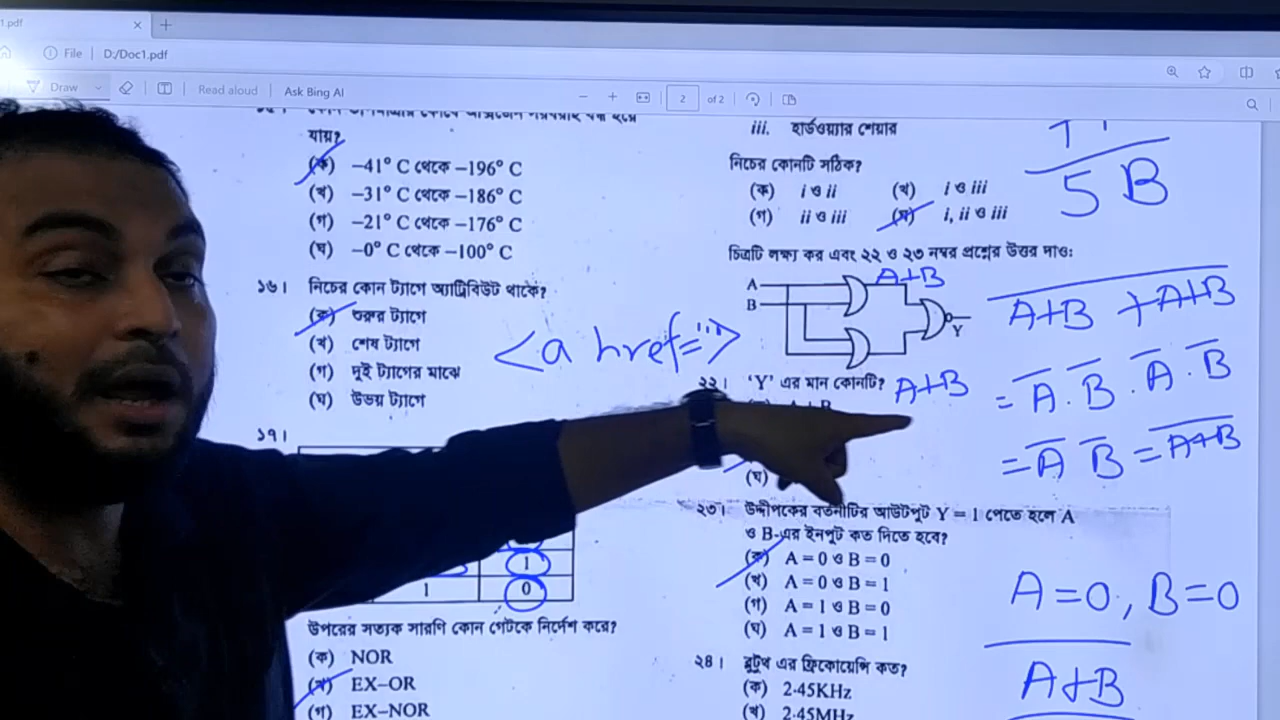 1.pdf
File D:/Doc1.pdf
Draw Read aloud Ask Bing AI 2 of 2
যায়?
(ক) −41° C থেকে −196° C
(খ) −31° C থেকে −186° C
(গ) −21° C থেকে −176° C
(ঘ) −0° C থেকে −100° C
১৬। নিচের কোন ট্যাগে অ্যাট্রিবিউট থাকে?
(ক) শুরুর ট্যাগে
(খ) শেষ ট্যাগে
(গ) দুই ট্যাগের মাঝে
(ঘ) উভয় ট্যাগে
<a href="">
১৭।
1
1 0
উপরের সত্যক সারণি কোন গেটকে নির্দেশ করে?
(ক) NOR
(খ) EX−OR
(গ) EX−NOR
iii. হার্ডওয়্যার শেয়ার
নিচের কোনটি সঠিক?
(ক) i ও ii (খ) i ও iii
(গ) ii ও iii (ঘ) i, ii ও iii
5 B
চিত্রটি লক্ষ্য কর এবং ২২ ও ২৩ নম্বর প্রশ্নের উত্তর দাও:
A
B
A+B
Y
A+B
২২। 'Y' এর মান কোনটি?
(ঘ)
A̅+̅B̅ ̅+̅A̅+̅B̅
= A̅ . B̅ . A̅ . B̅
= A̅ B̅ = A̅+̅B̅
২৩। উদ্দীপকের বর্তনীটির আউটপুট Y = 1 পেতে হলে A
ও B-এর ইনপুট কত দিতে হবে?
(ক) A = 0 ও B = 0
(খ) A = 0 ও B = 1
(গ) A = 1 ও B = 0
(ঘ) A = 1 ও B = 1
A=0, B=0
A̅+̅B̅
২৪। ব্লুটুথ এর ফ্রিকোয়েন্সি কত?
(ক) 2·45KHz
(খ) 2.45MHz